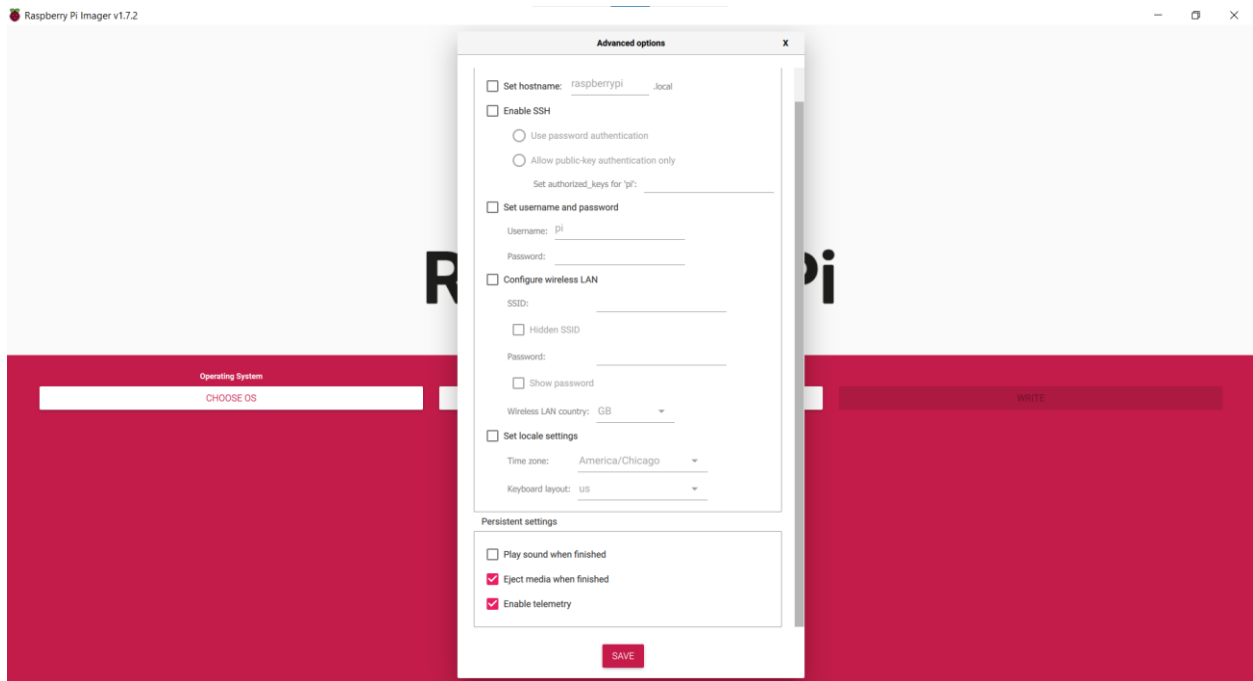 Raspberry Pi Imager v1.7.2
Advanced options X
Set hostname: raspberrypi .local
Enable SSH
Use password authentication
Allow public-key authentication only
Set authorized_keys for 'pi':
Set username and password
Username: pi
Password:
Configure wireless LAN
SSID:
Hidden SSID
Password:
Show password
Wireless LAN country: GB
Set locale settings
Time zone: America/Chicago
Keyboard layout: us
Persistent settings
Play sound when finished
Eject media when finished
Enable telemetry
SAVE
R Pi
Operating System
CHOOSE OS
WRITE